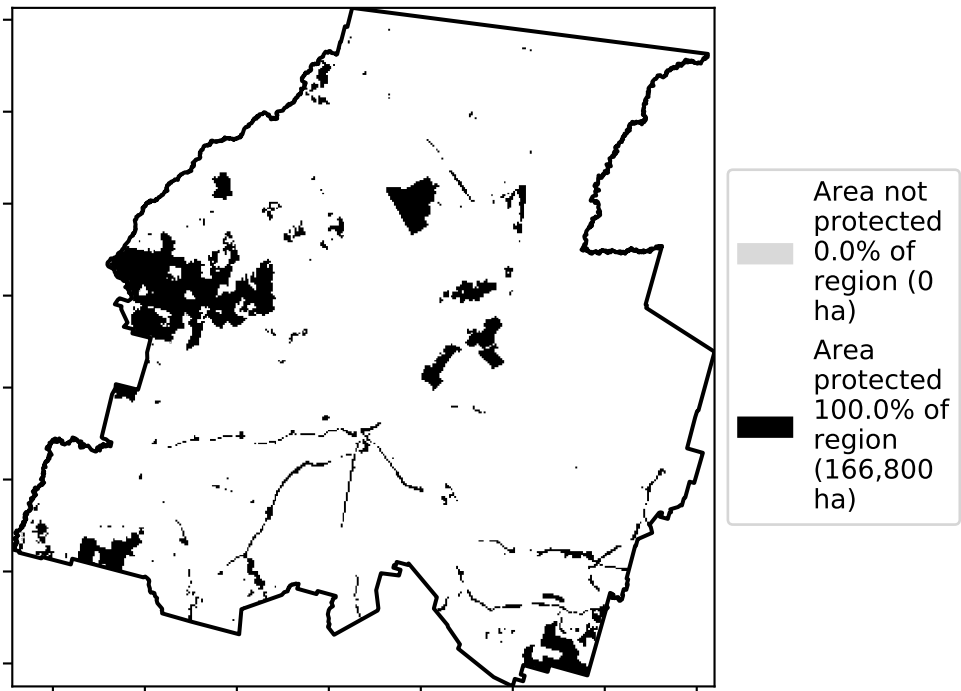 Area not
protected
0.0% of
region (0
ha)
Area
protected
100.0% of
region
(166,800
ha)